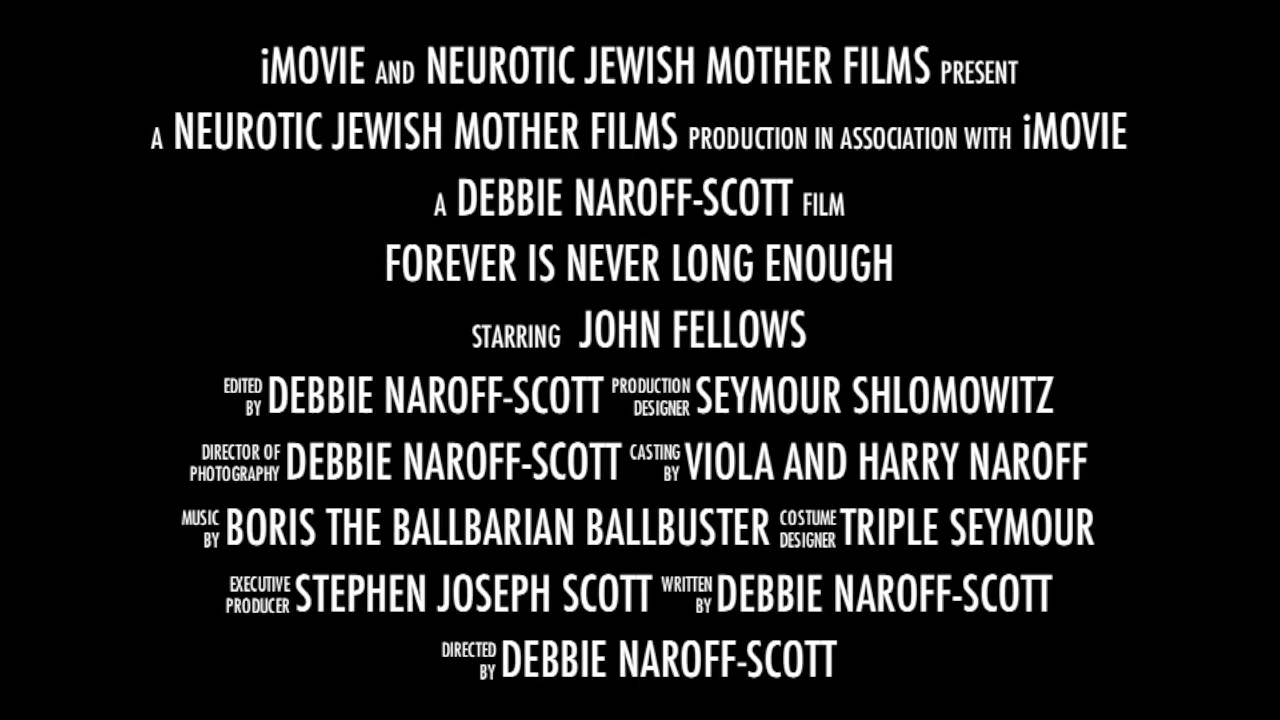 iMOVIE AND NEUROTIC JEWISH MOTHER FILMS PRESENT
A NEUROTIC JEWISH MOTHER FILMS PRODUCTION IN ASSOCIATION WITH iMOVIE
A DEBBIE NAROFF-SCOTT FILM
FOREVER IS NEVER LONG ENOUGH
STARRING JOHN FELLOWS
EDITED BY DEBBIE NAROFF-SCOTT PRODUCTION DESIGNER SEYMOUR SHLOMOWITZ
DIRECTOR OF PHOTOGRAPHY DEBBIE NAROFF-SCOTT CASTING BY VIOLA AND HARRY NAROFF
MUSIC BY BORIS THE BALLBARIAN BALLBUSTER COSTUME DESIGNER TRIPLE SEYMOUR
EXECUTIVE PRODUCER STEPHEN JOSEPH SCOTT WRITTEN BY DEBBIE NAROFF-SCOTT
DIRECTED BY DEBBIE NAROFF-SCOTT